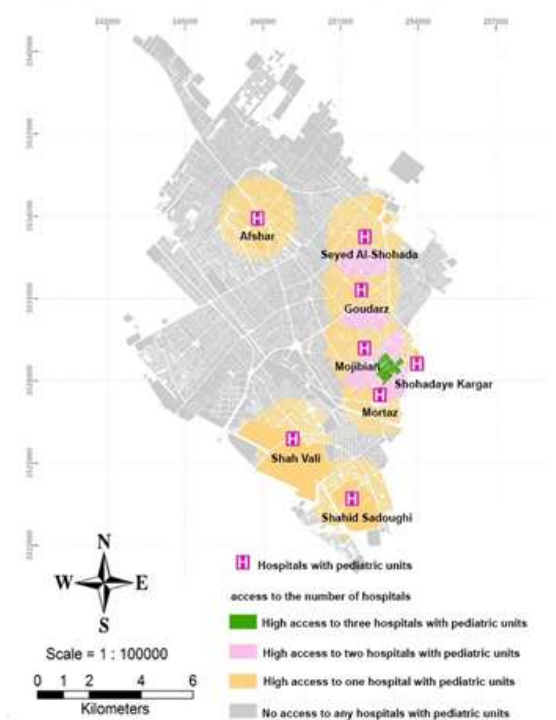 Afshar
Seyed Al-Shohada
Goudarz
Mojibian
Shohadaye Kargar
Mortaz
Shah Vali
Shahid Sadoughi
N
W E
S
Scale = 1 : 100000
0 1 2 4 6
Kilometers
H Hospitals with pediatric units
access to the number of hospitals
High access to three hospitals with pediatric units
High access to two hospitals with pediatric units
High access to one hospital with pediatric units
No access to any hospitals with pediatric units